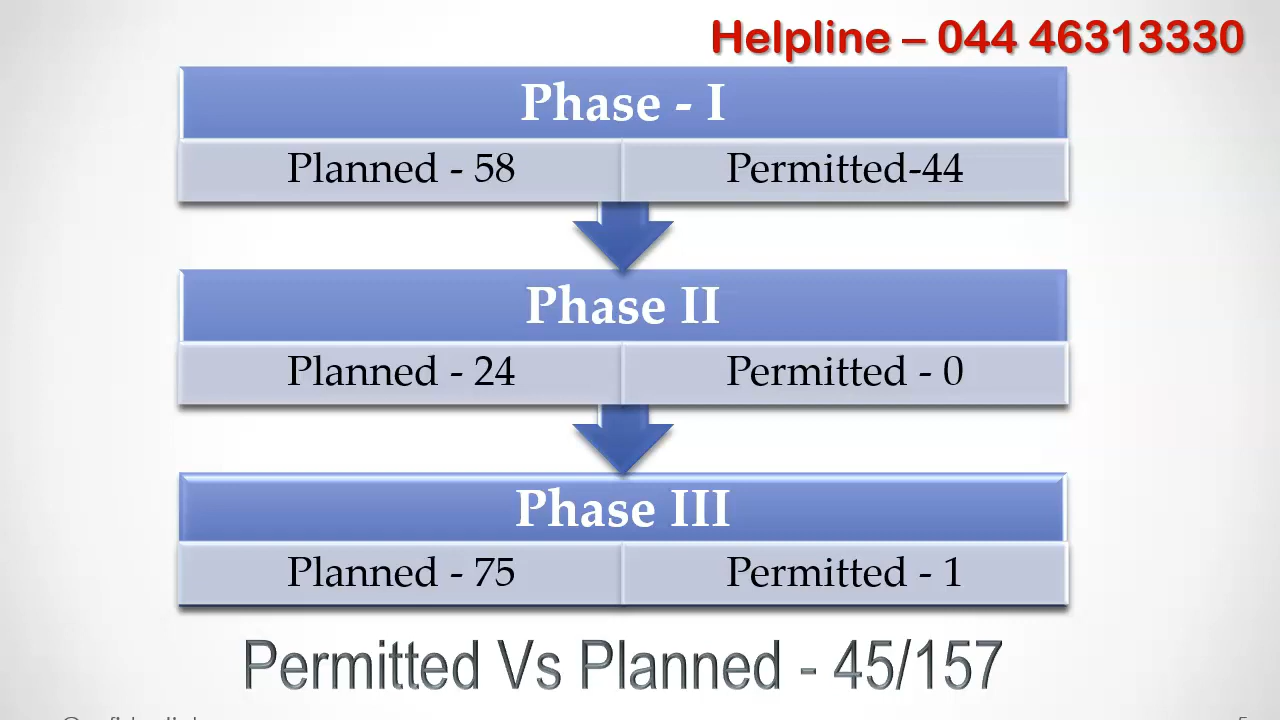 Helpline – 044 46313330
Phase - I
Planned - 58 Permitted-44
Phase II
Planned - 24 Permitted - 0
Phase III
Planned - 75 Permitted - 1
Permitted Vs Planned - 45/157